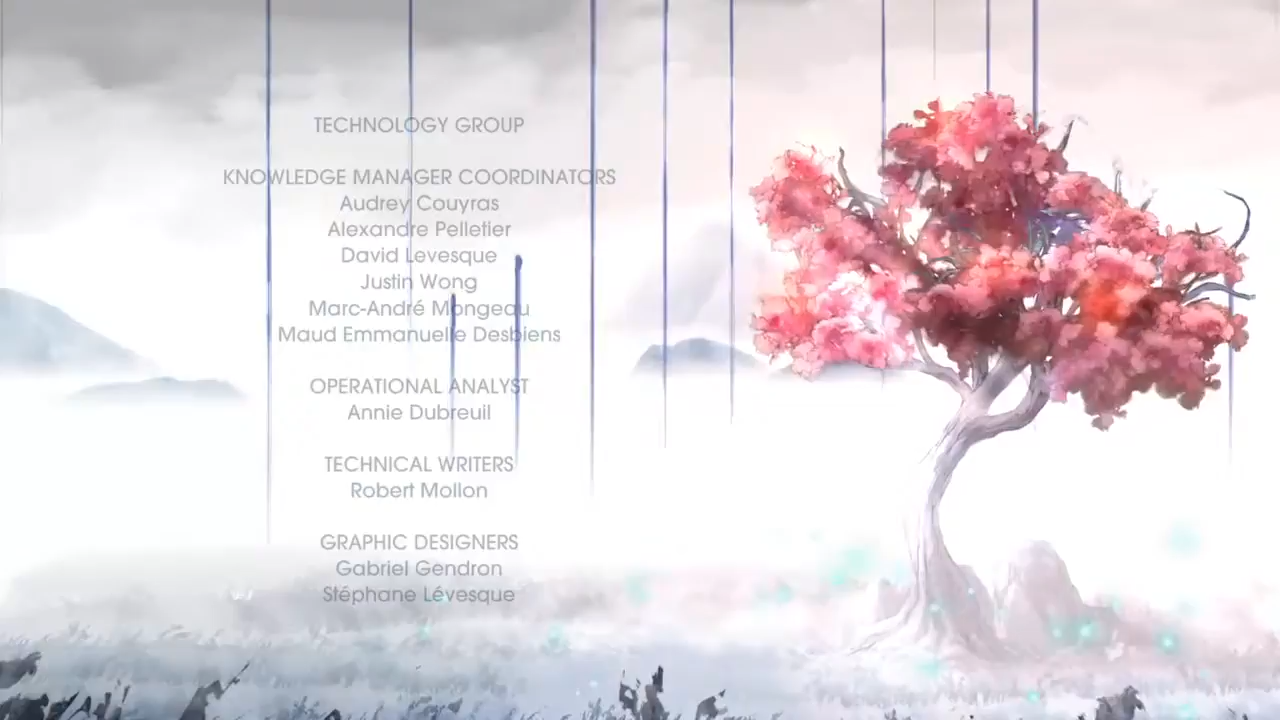 TECHNOLOGY GROUP
KNOWLEDGE MANAGER COORDINATORS
Audrey Couyras
Alexandre Pelletier
David Levesque
Justin Wong
Marc-André Mongeau
Maud Emmanuelle Desbiens
OPERATIONAL ANALYST
Annie Dubreuil
TECHNICAL WRITERS
Robert Mollon
GRAPHIC DESIGNERS
Gabriel Gendron
Stéphane Lévesque